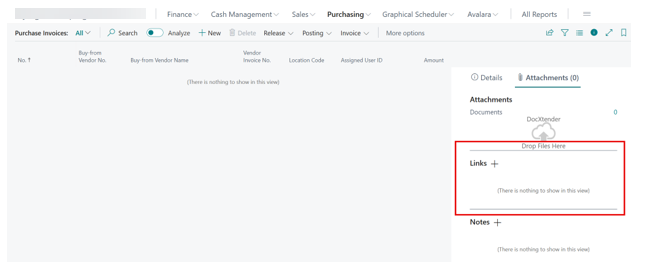 Finance Cash Management Sales Purchasing Graphical Scheduler Avalara All Reports
Purchase Invoices: All Search Analyze + New Delete Release Posting Invoice More options
No. ↑ Buy-from Vendor No. Buy-from Vendor Name Vendor Invoice No. Location Code Assigned User ID Amount
(There is nothing to show in this view)
Details Attachments (0)
Attachments
Documents 0
DocXtender
Drop Files Here
Links +
(There is nothing to show in this view)
Notes +
(There is nothing to show in this view)